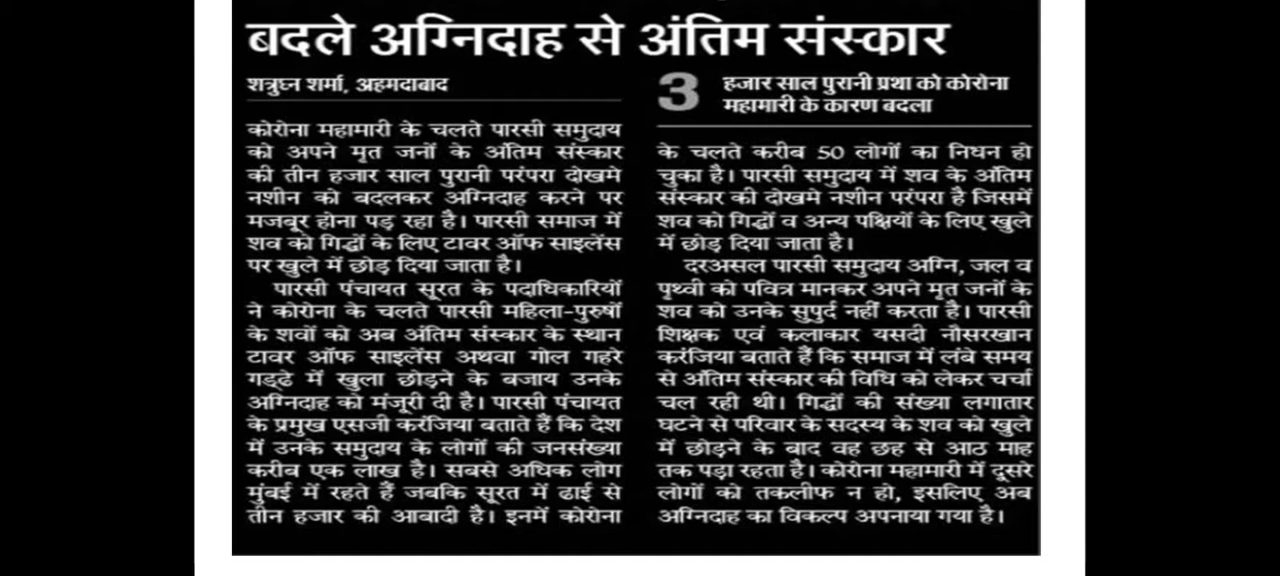 बदले अग्निदाह से अंतिम संस्कार
शत्रुघ्न शर्मा, अहमदाबाद
कोरोना महामारी के चलते पारसी समुदाय
को अपने मृत जनों के अंतिम संस्कार
की तीन हजार साल पुरानी परंपरा दोखमे
नशीन को बदलकर अग्निदाह करने पर
मजबूर होना पड़ रहा है। पारसी समाज में
शव को गिद्धों के लिए टावर ऑफ साइलेंस
पर खुले में छोड़ दिया जाता है।
पारसी पंचायत सूरत के पदाधिकारियों
ने कोरोना के चलते पारसी महिला-पुरुषों
के शवों को अब अंतिम संस्कार के स्थान
टावर ऑफ साइलेंस अथवा गोल गहरे
गड्ढे में खुला छोड़ने के बजाय उनके
अग्निदाह को मंजूरी दी है। पारसी पंचायत
के प्रमुख एसजी करंजिया बताते हैं कि देश
में उनके समुदाय के लोगों की जनसंख्या
करीब एक लाख है। सबसे अधिक लोग
मुंबई में रहते हैं जबकि सूरत में ढाई से
तीन हजार की आबादी है। इनमें कोरोना
3 हजार साल पुरानी प्रथा को कोरोना
महामारी के कारण बदला
के चलते करीब 50 लोगों का निधन हो
चुका है। पारसी समुदाय में शव के अंतिम
संस्कार की दोखमे नशीन परंपरा है जिसमें
शव को गिद्धों व अन्य पक्षियों के लिए खुले
में छोड़ दिया जाता है।
दरअसल पारसी समुदाय अग्नि, जल व
पृथ्वी को पवित्र मानकर अपने मृत जनों के
शव को उनके सुपुर्द नहीं करता है। पारसी
शिक्षक एवं कलाकार यसदी नौसरखान
करंजिया बताते हैं कि समाज में लंबे समय
से अंतिम संस्कार की विधि को लेकर चर्चा
चल रही थी। गिद्धों की संख्या लगातार
घटने से परिवार के सदस्य के शव को खुले
में छोड़ने के बाद वह छह से आठ माह
तक पड़ा रहता है। कोरोना महामारी में दूसरे
लोगों को तकलीफ न हो, इसलिए अब
अग्निदाह का विकल्प अपनाया गया है।